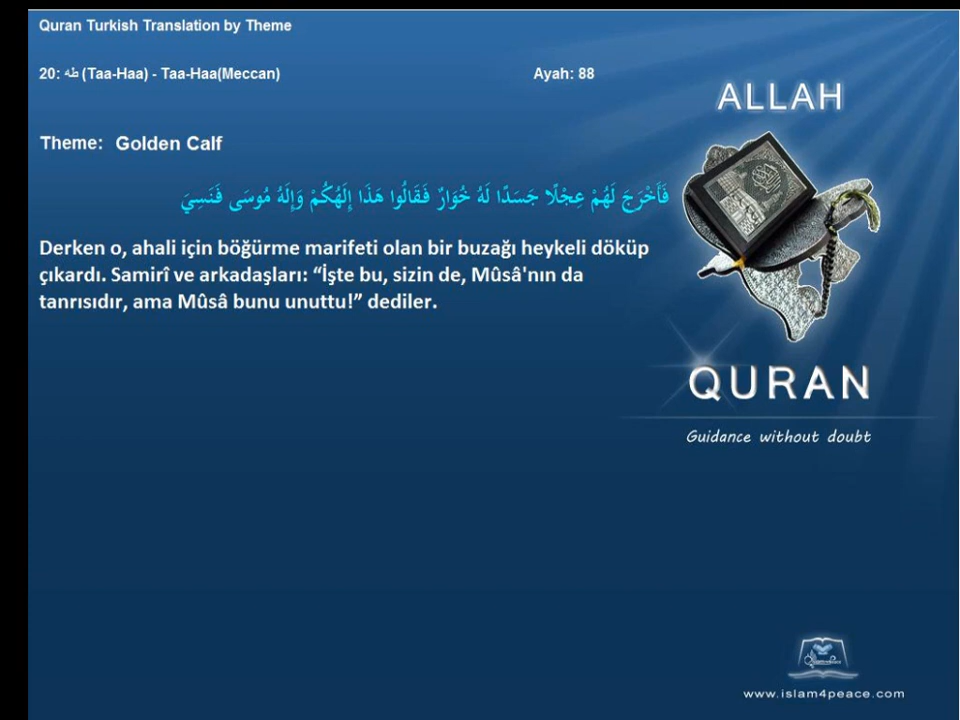 Quran Turkish Translation by Theme
20: طه (Taa-Haa) - Taa-Haa(Meccan) Ayah: 88
Theme: Golden Calf
فَأَخْرَجَ لَهُمْ عِجْلًا جَسَدًا لَهُ خُوَارٌ فَقَالُوا هَذَا إِلَهُكُمْ وَإِلَهُ مُوسَى فَنَسِيَ
Derken o, ahali için böğürme marifeti olan bir buzağı heykeli döküp
çıkardı. Samirî ve arkadaşları: “İşte bu, sizin de, Mûsâ'nın da
tanrısıdır, ama Mûsâ bunu unuttu!” dediler.
ALLAH
QURAN
Guidance without doubt
www.islam4peace.com